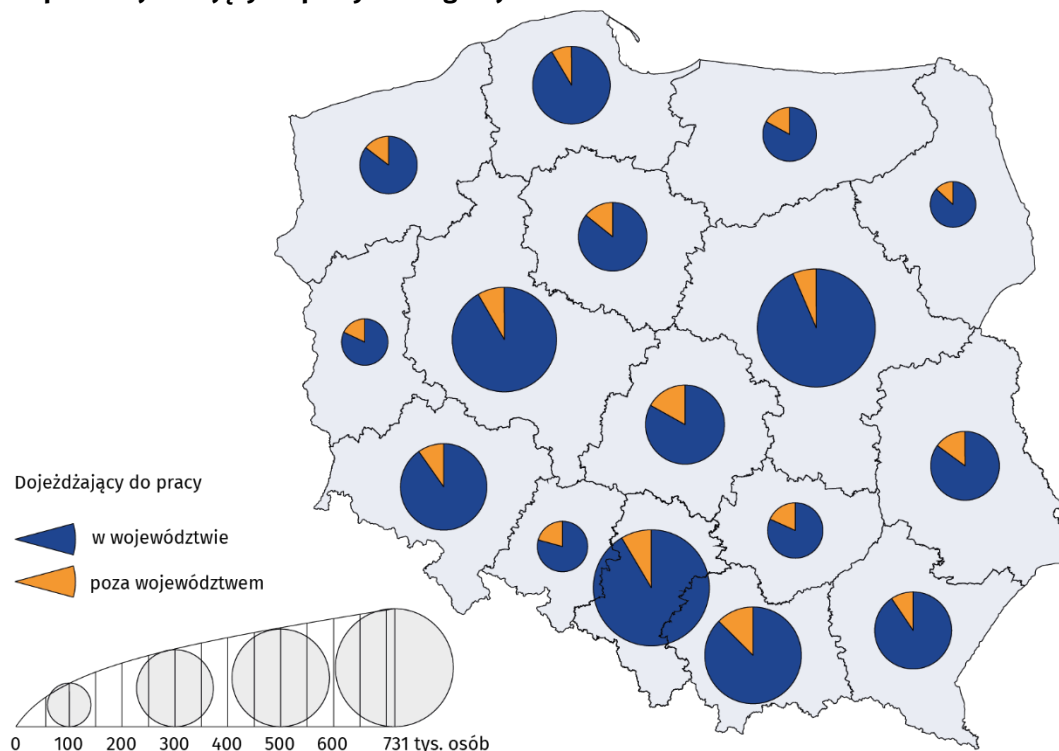 Dojeżdżający do pracy
w województwie
poza województwem
0 100 200 300 400 500 600 731 tys. osób